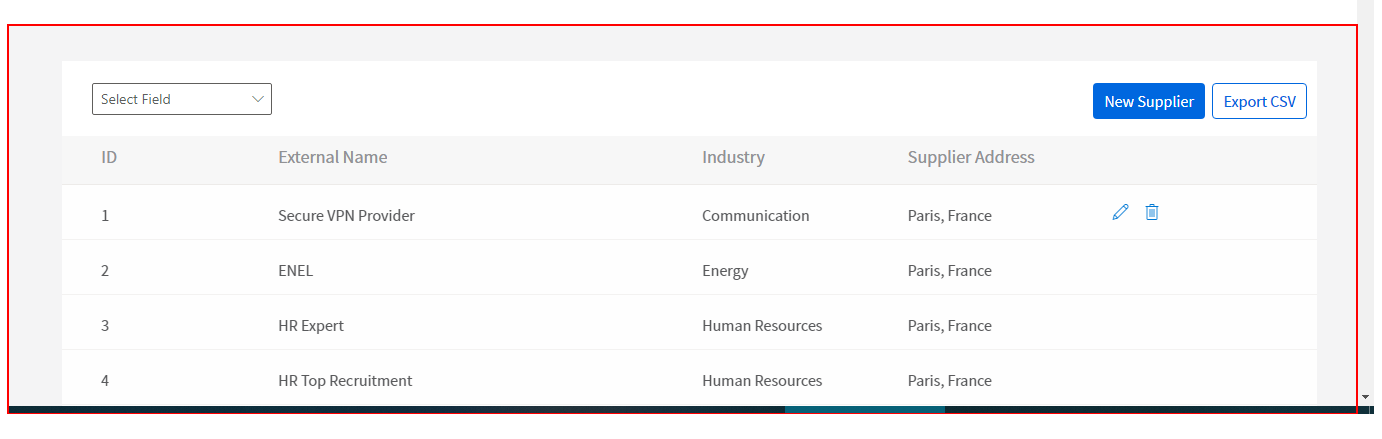 Select Field New Supplier Export CSV
ID External Name Industry Supplier Address
1 Secure VPN Provider Communication Paris, France
2 ENEL Energy Paris, France
3 HR Expert Human Resources Paris, France
4 HR Top Recruitment Human Resources Paris, France